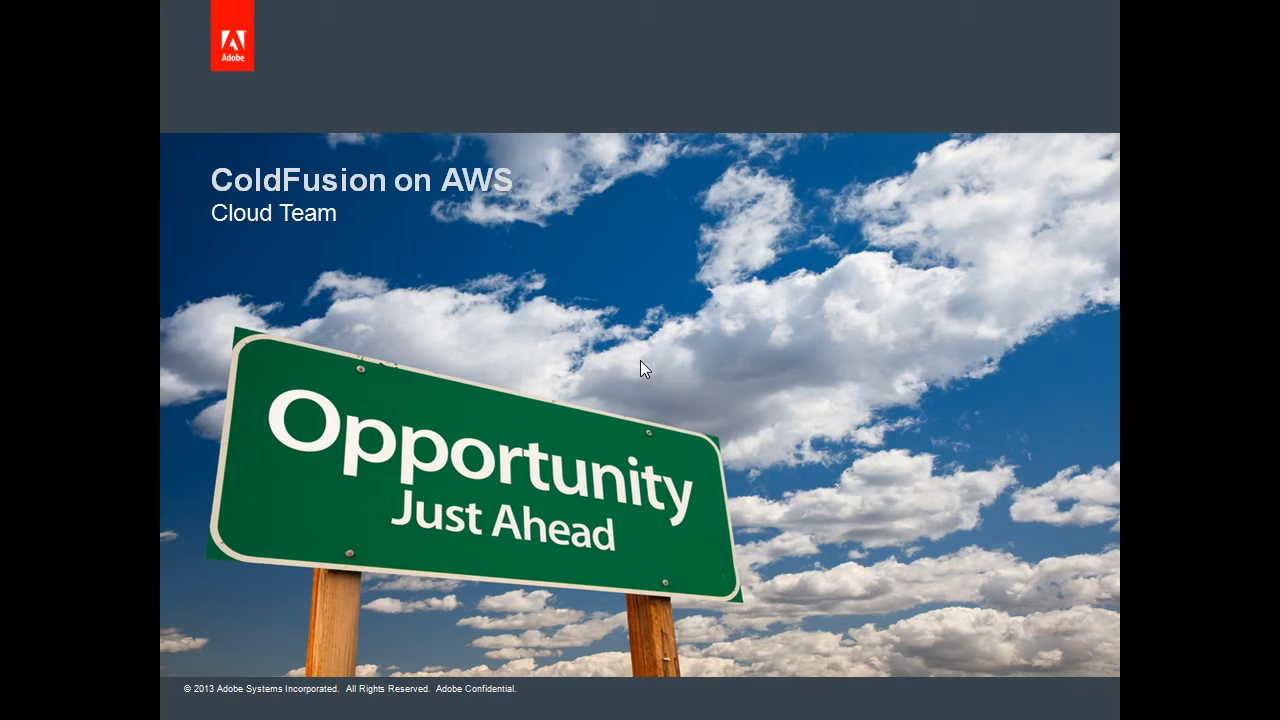 Adobe
ColdFusion on AWS
Cloud Team
Opportunity
Just Ahead
© 2013 Adobe Systems Incorporated. All Rights Reserved. Adobe Confidential.